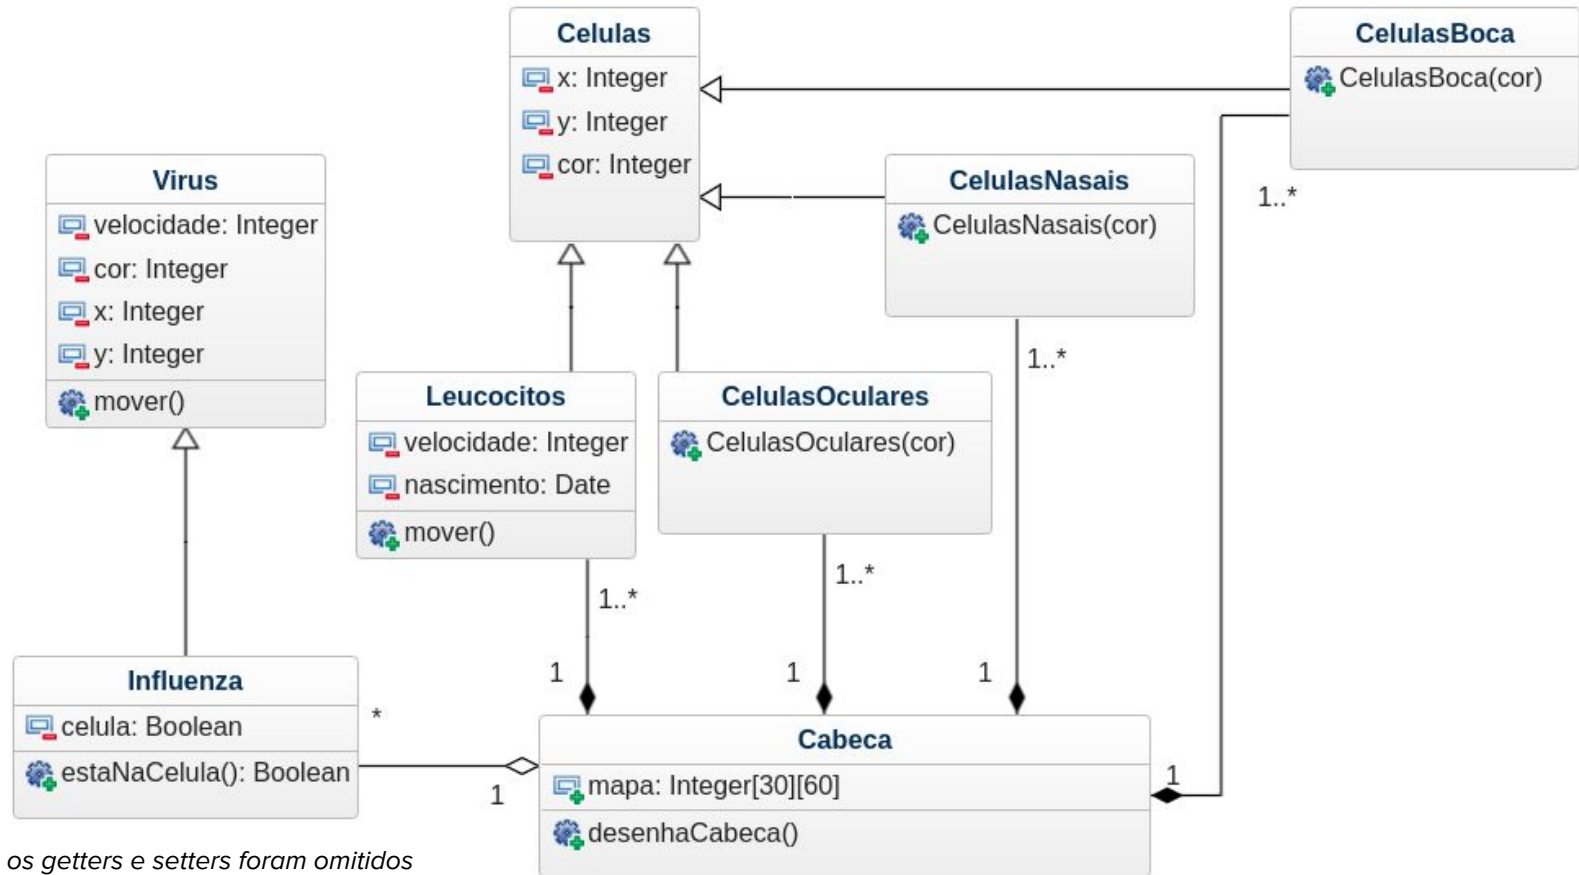 Celulas
x: Integer
y: Integer
cor: Integer
CelulasBoca
CelulasBoca(cor)
1..*
Virus
velocidade: Integer
cor: Integer
x: Integer
y: Integer
mover()
CelulasNasais
CelulasNasais(cor)
1..*
Leucocitos
velocidade: Integer
nascimento: Date
mover()
1..*
1
CelulasOculares
CelulasOculares(cor)
1..*
1
1
Influenza
celula: Boolean
estaNaCelula(): Boolean
*
1
Cabeca
mapa: Integer[30][60]
desenhaCabeca()
1
os getters e setters foram omitidos